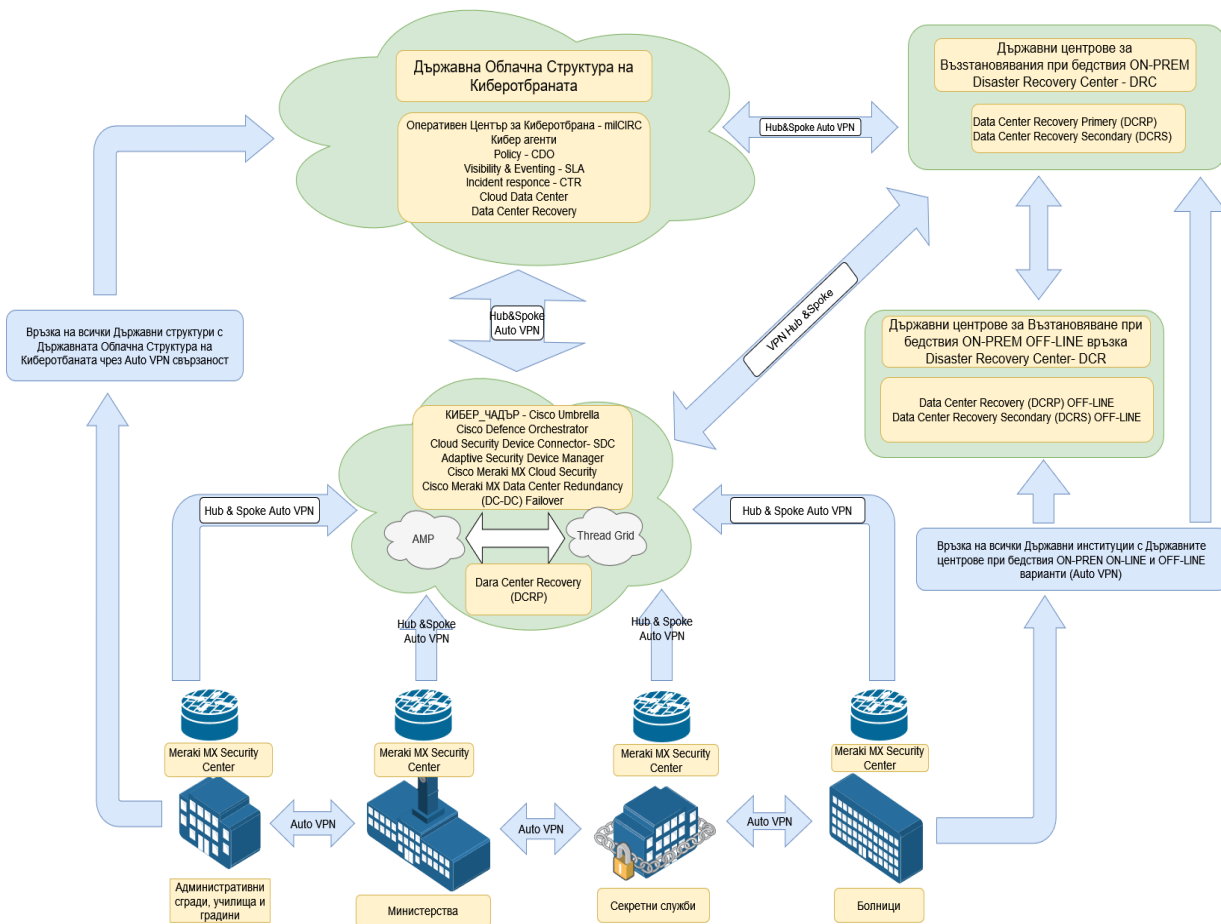 Държавна Облачна Структура на
Киберотбраната
Оперативен Център за Киберотбрана - milCIRC
Кибер агенти
Policy - CDO
Visibility & Eventing - SLA
Incident responce - CTR
Cloud Data Center
Data Center Recovery
Hub&Spoke Auto VPN
Държавни центрове за
Възстановявания при бедствия ON-PREM
Disaster Recovery Center - DRC
Data Center Recovery Primery (DCRP)
Data Center Recovery Secondary (DCRS)
Връзка на всички Държавни структури с
Държавната Облачна Структура на
Киберотбаната чрез Auto VPN свързаност
Hub&Spoke
Auto VPN
VPN Hub &Spoke
Държавни центрове за Възтановяване при
бедствия ON-PREM OFF-LINE връзка
Disaster Recovery Center- DCR
Data Center Recovery (DCRP) OFF-LINE
Data Center Recovery Secondary (DCRS) OFF-LINE
КИБЕР_ЧАДЪР - Cisco Umbrella
Cisco Defence Orchestrator
Cloud Security Device Connector- SDC
Adaptive Security Device Manager
Cisco Meraki MX Cloud Security
Cisco Meraki MX Data Center Redundancy
(DC-DC) Failover
AMP
Thread Grid
Dara Center Recovery
(DCRP)
Hub & Spoke Auto VPN
Hub & Spoke Auto VPN
Връзка на всички Държавни институции с Държавните
центрове при бедствия ON-PREN ON-LINE и OFF-LINE
варианти (Auto VPN)
Hub &Spoke
Auto VPN
Hub & Spoke
Auto VPN
Meraki MX Security
Center
Meraki MX Security
Center
Meraki MX Security
Center
Meraki MX Security
Center
Auto VPN
Auto VPN
Auto VPN
Административни
сгради, училища и
градини
Министерства
Секретни служби
Болници